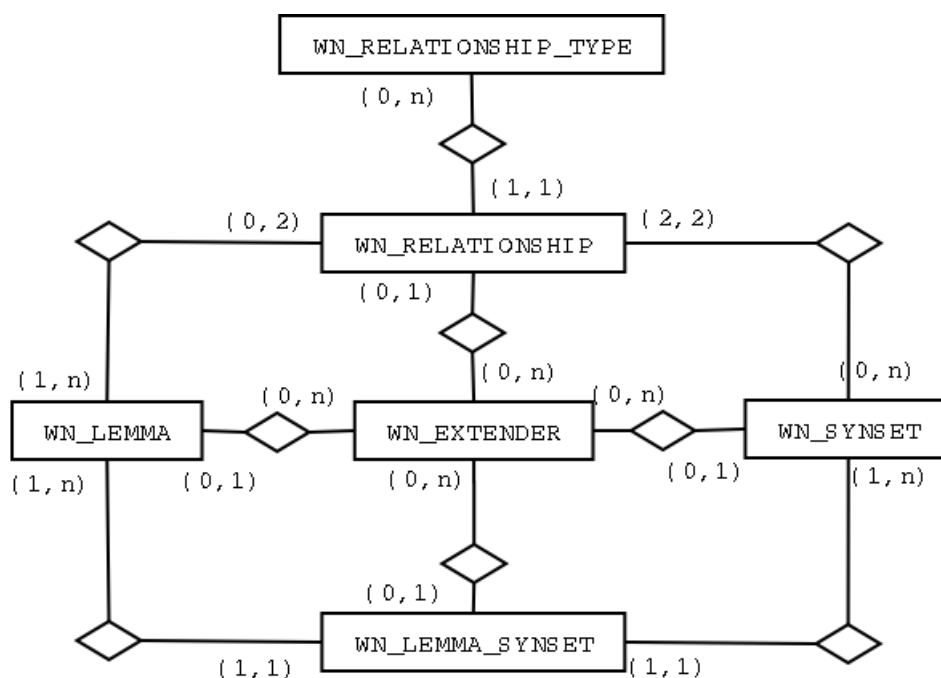 WN_RELATIONSHIP_TYPE
(0,n)
(1,1)
(0,2)
WN_RELATIONSHIP
(2,2)
(0,1)
(1,n)
(0,n)
(0,n)
(0,n)
(0,n)
WN_LEMMA
WN_EXTENDER
WN_SYNSET
(1,n)
(0,1)
(0,n)
(0,1)
(1,n)
(0,1)
WN_LEMMA_SYNSET
(1,1)
(1,1)